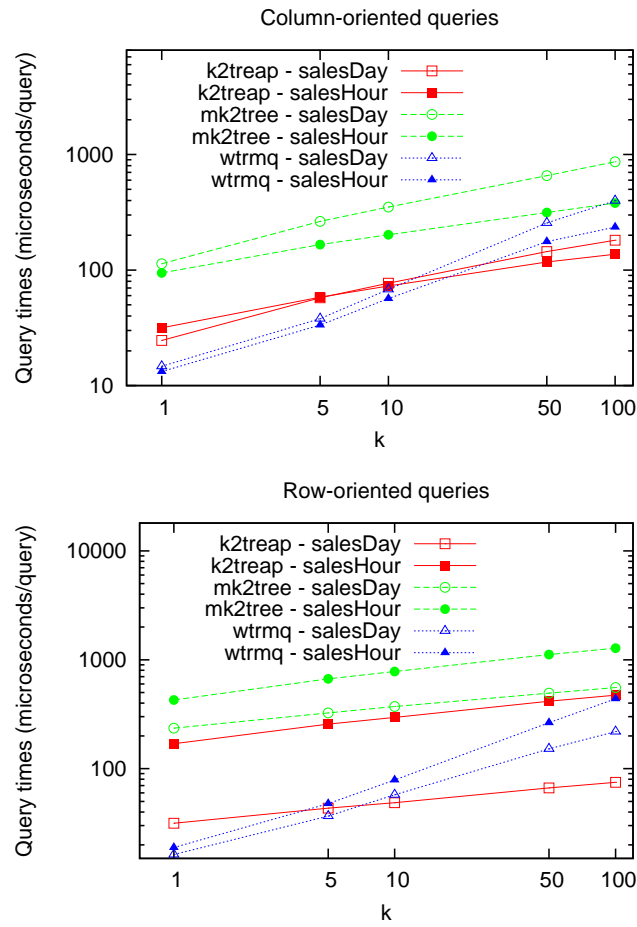 Column-oriented queries
k2treap - salesDay
k2treap - salesHour
mk2tree - salesDay
mk2tree - salesHour
wtrmq - salesDay
wtrmq - salesHour
Query times (microseconds/query)
1000
100
10
1 5 10 50 100
k
Row-oriented queries
k2treap - salesDay
k2treap - salesHour
mk2tree - salesDay
mk2tree - salesHour
wtrmq - salesDay
wtrmq - salesHour
Query times (microseconds/query)
10000
1000
100
1 5 10 50 100
k